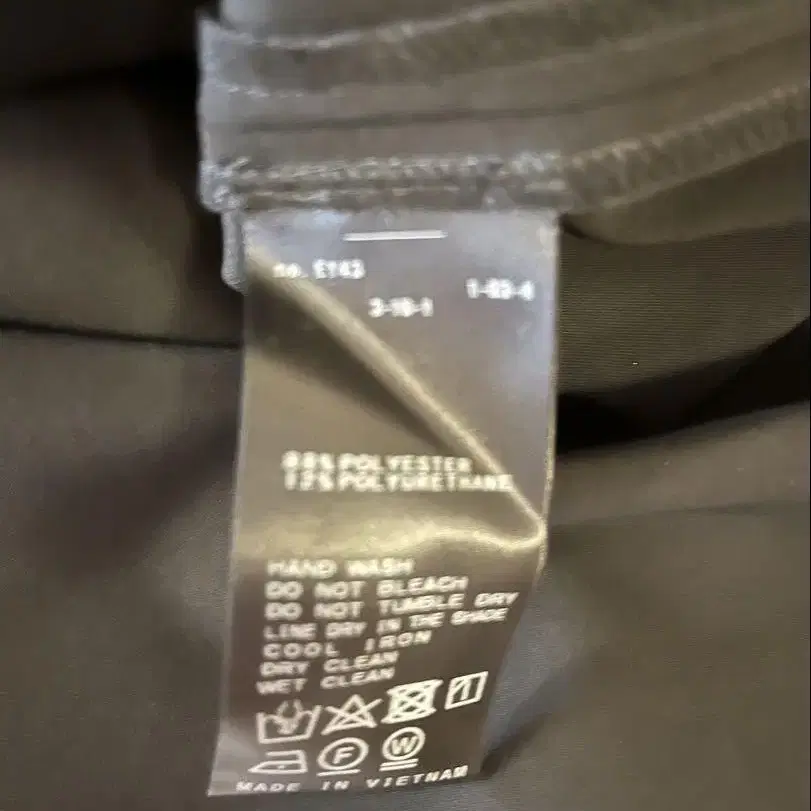 no. E143
1-03-4
3-10-1
88% POLYESTER
12% POLYURETHANE
HAND WASH
DO NOT BLEACH
DO NOT TUMBLE DRY
LINE DRY IN THE SHADE
COOL IRON
DRY CLEAN
WET CLEAN
F W
MADE IN VIETNAM